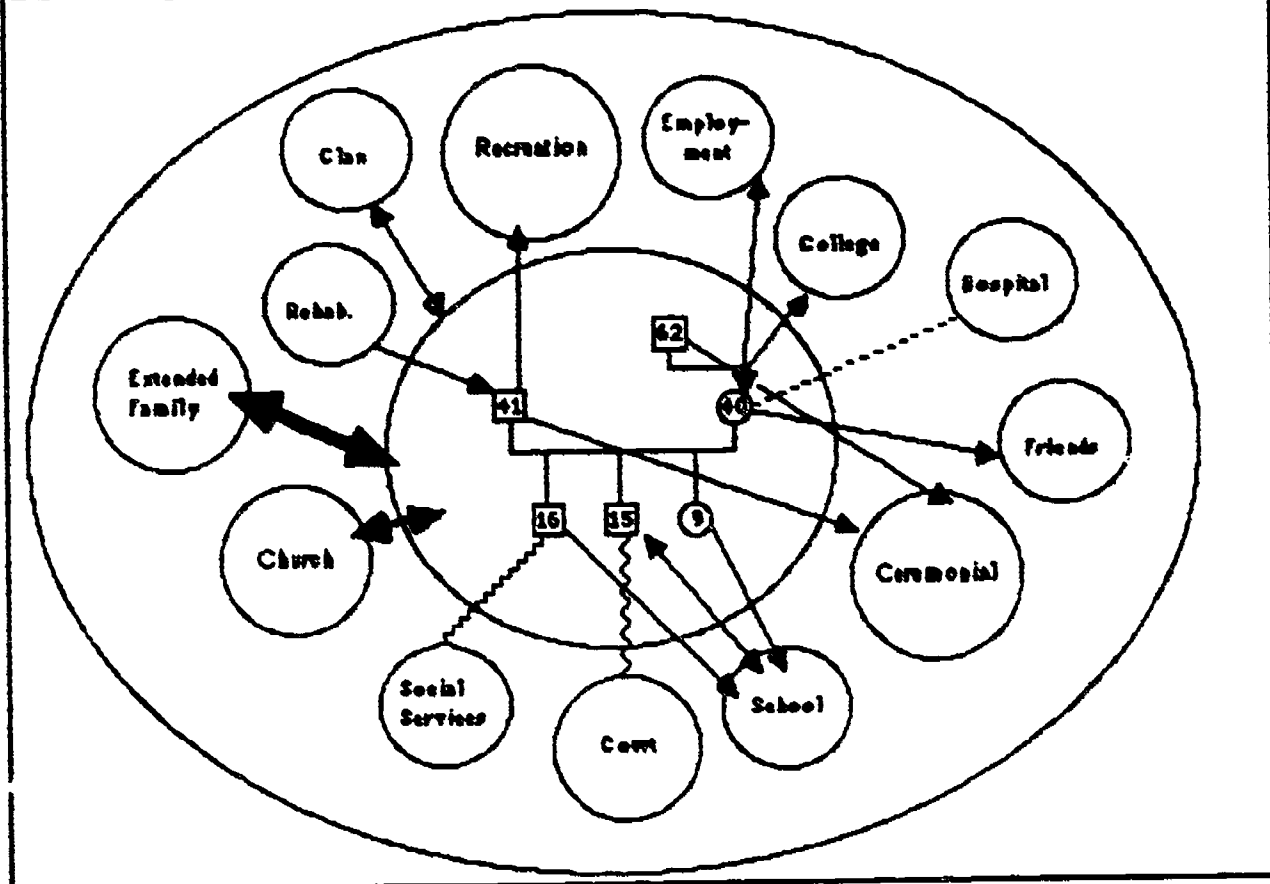 Clan
Recreation
Employ-
ment
College
Hospital
Rehab.
62
Extended
Family
41
40
Friends
Church
16
15
9
Ceremonial
Social
Services
Court
School